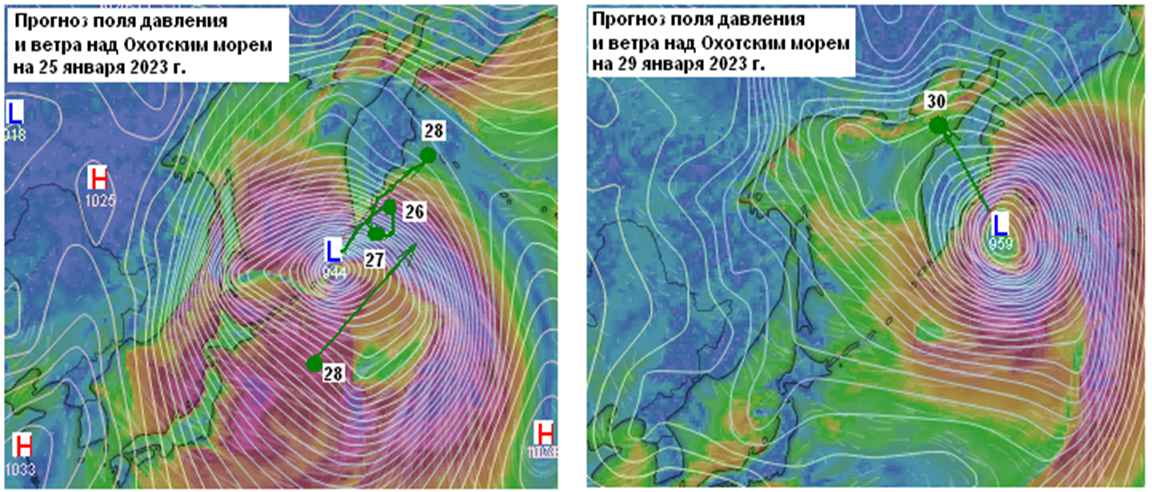 Прогноз поля давления
и ветра над Охотским морем
на 25 января 2023 г.
28
L
H
1025
26
L
944
27
28
H
1033
H
Прогноз поля давления
и ветра над Охотским морем
на 29 января 2023 г.
30
L
959